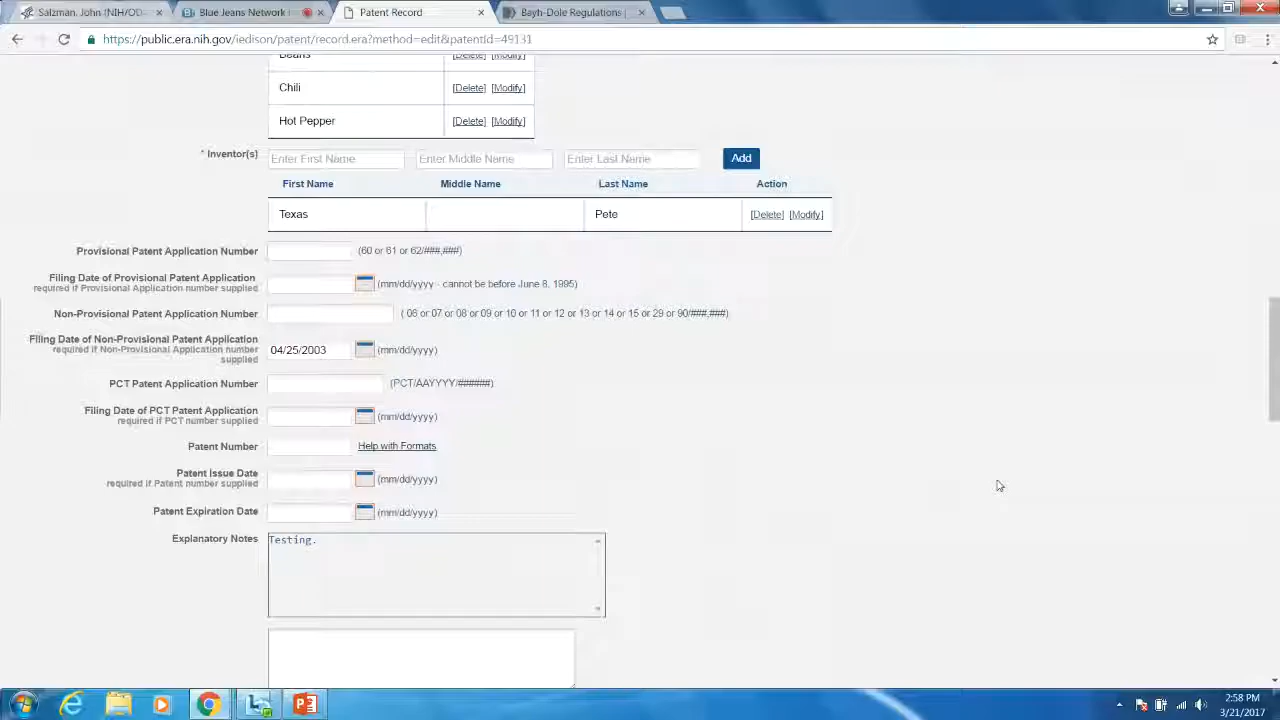 Salzman, John (NIH/OD
Blue Jeans Network |
Patent Record
Bayh-Dole Regulations |
https://public.era.nih.gov/iedison/patent/record.era?method=edit&patentId=49131
Beans [Delete] [Modify]
Chili [Delete] [Modify]
Hot Pepper [Delete] [Modify]
* Inventor(s) Enter First Name Enter Middle Name Enter Last Name Add
First Name Middle Name Last Name Action
Texas Pete [Delete] [Modify]
Provisional Patent Application Number (60 or 61 or 62/###,###)
Filing Date of Provisional Patent Application (mm/dd/yyyy - cannot be before June 8, 1995)
required if Provisional Application number supplied
Non-Provisional Patent Application Number ( 06 or 07 or 08 or 09 or 10 or 11 or 12 or 13 or 14 or 15 or 29 or 90/###,###)
Filing Date of Non-Provisional Patent Application
required if Non-Provisional Application number 04/25/2003 (mm/dd/yyyy)
supplied
PCT Patent Application Number (PCT/AAYYYY/######)
Filing Date of PCT Patent Application (mm/dd/yyyy)
required if PCT number supplied
Patent Number Help with Formats
Patent Issue Date (mm/dd/yyyy)
required if Patent number supplied
Patent Expiration Date (mm/dd/yyyy)
Explanatory Notes Testing.
2:58 PM
3/21/2017